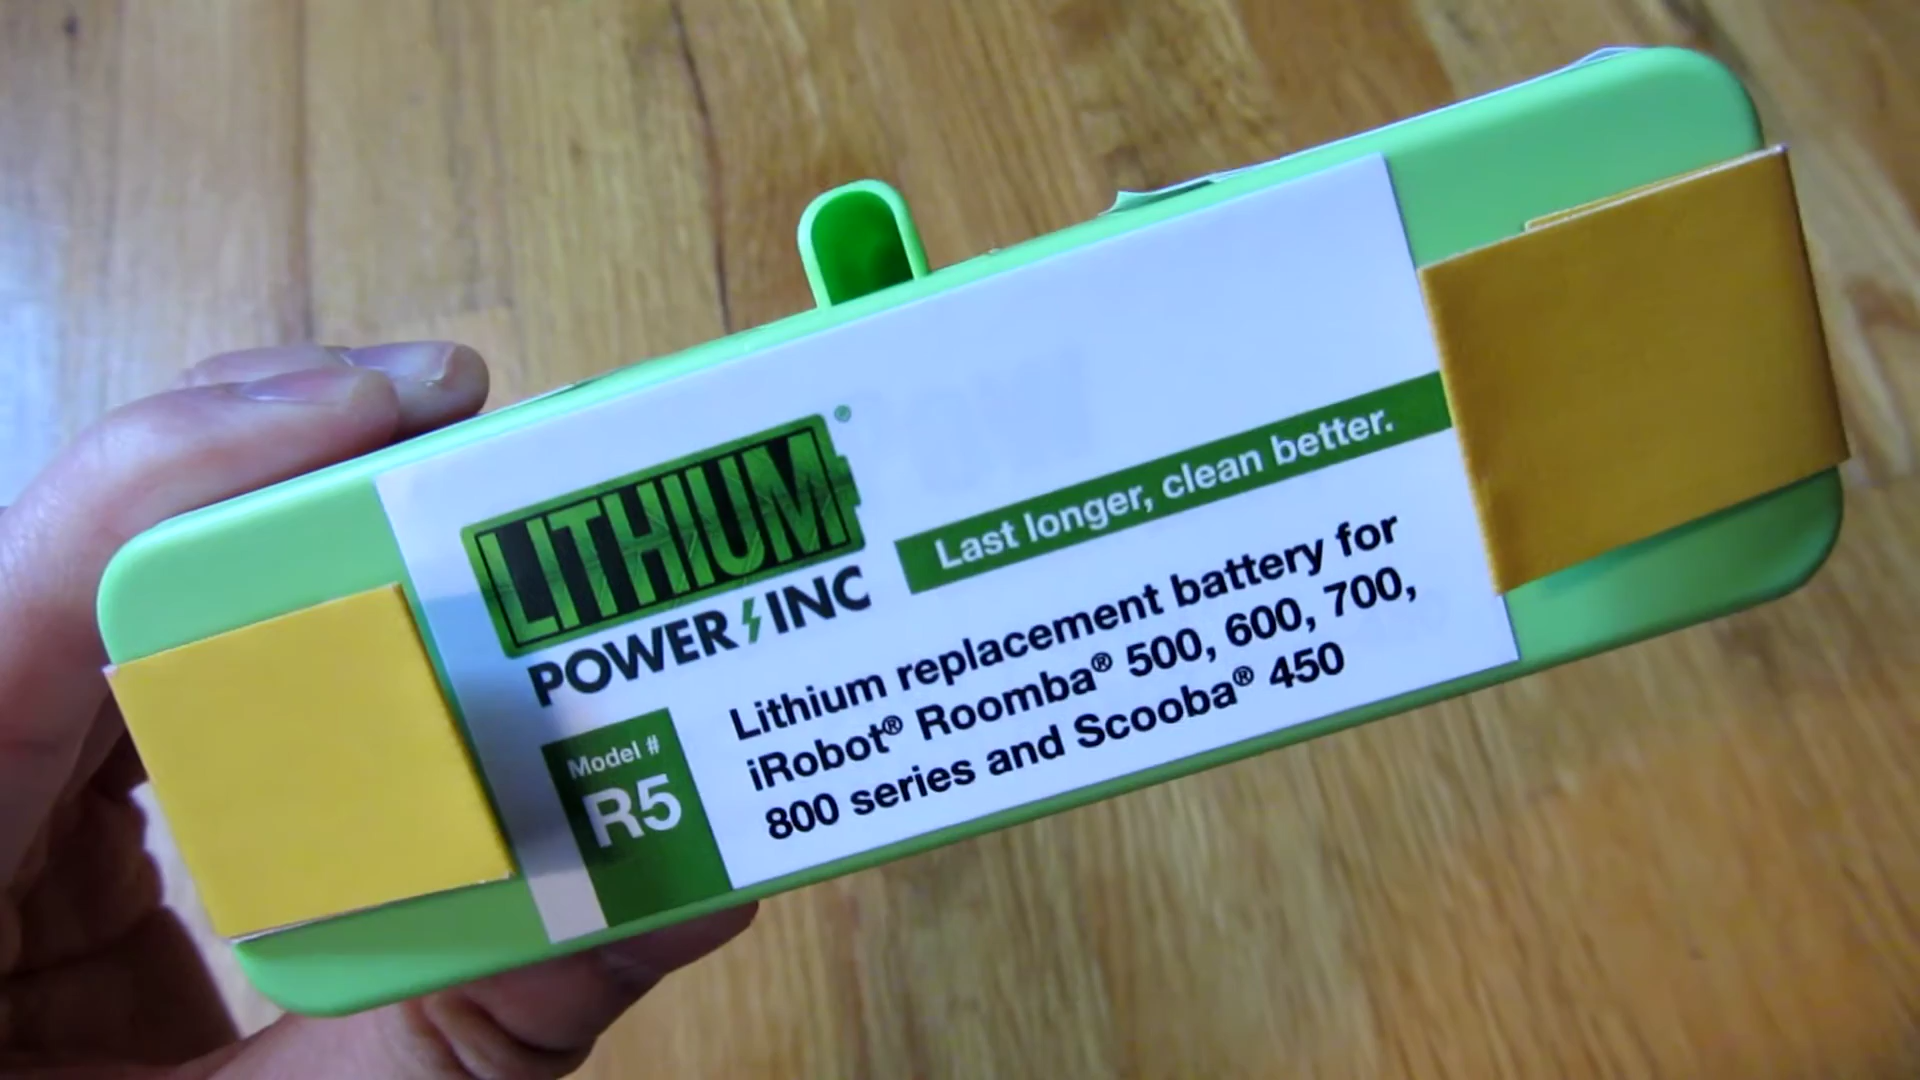 LITHIUM®
POWER INC
Last longer, clean better.
Model #
R5
Lithium replacement battery for
iRobot® Roomba® 500, 600, 700,
800 series and Scooba® 450